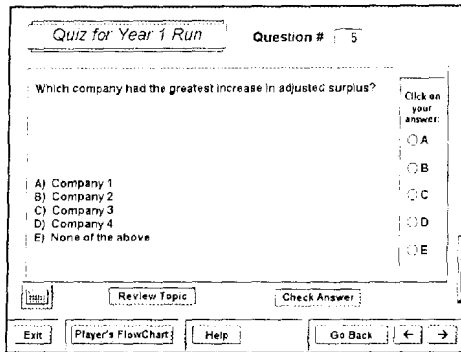 Quiz for Year 1 Run
Question # 5
Which company had the greatest increase in adjusted surplus?
A) Company 1
B) Company 2
C) Company 3
D) Company 4
E) None of the above
Click on
your
answer:
A
B
C
D
E
Review Topic
Check Answer
Exit
Player's FlowChart
Help
Go Back
← →